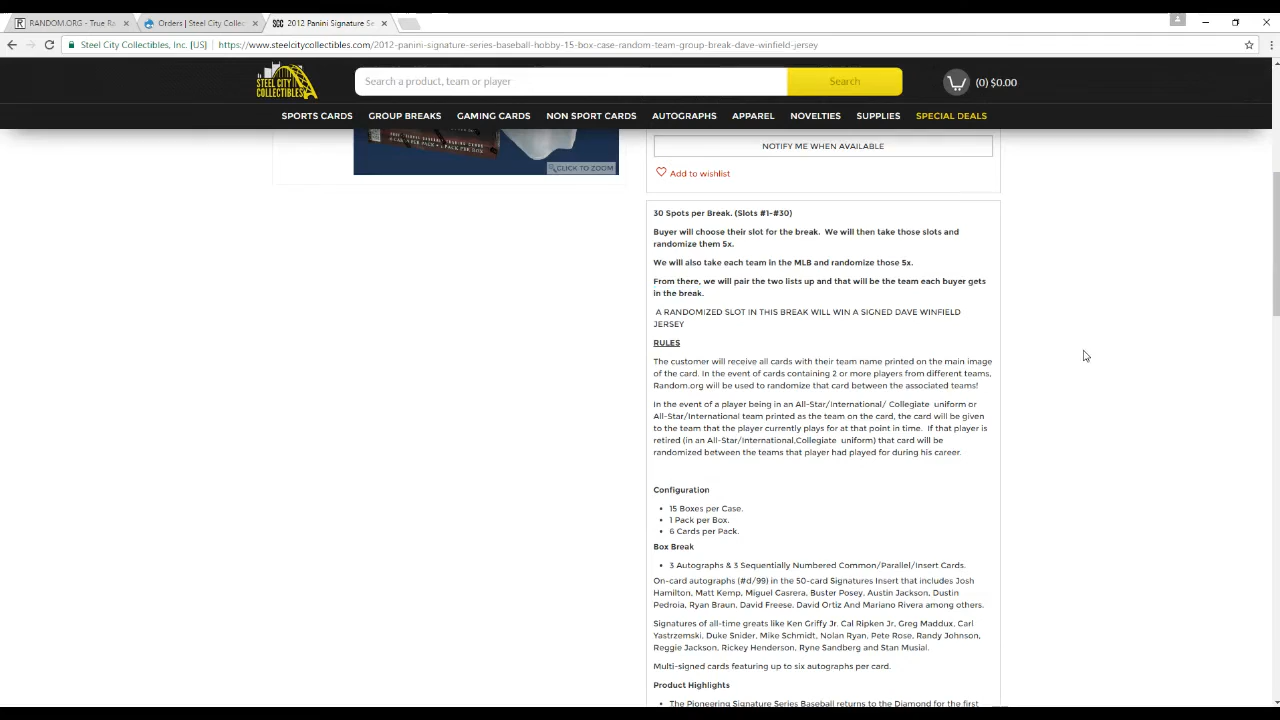 RANDOM.ORG - True Ra
Orders | Steel City Collec
2012 Panini Signature Se
Steel City Collectibles, Inc. [US]
https://www.steelcitycollectibles.com/2012-panini-signature-series-baseball-hobby-15-box-case-random-team-group-break-dave-winfield-jersey
STEEL CITY
COLLECTIBLES
Search a product, team or player
Search
(0) $0.00
SPORTS CARDS GROUP BREAKS GAMING CARDS NON SPORT CARDS AUTOGRAPHS APPAREL NOVELTIES SUPPLIES SPECIAL DEALS
CLICK TO ZOOM
NOTIFY ME WHEN AVAILABLE
Add to wishlist
30 Spots per Break. (Slots #1-#30)
Buyer will choose their slot for the break. We will then take those slots and
randomize them 5x.
We will also take each team in the MLB and randomize those 5x.
From there, we will pair the two lists up and that will be the team each buyer gets
in the break.
A RANDOMIZED SLOT IN THIS BREAK WILL WIN A SIGNED DAVE WINFIELD
JERSEY
RULES
The customer will receive all cards with their team name printed on the main image
of the card. In the event of cards containing 2 or more players from different teams,
Random.org will be used to randomize that card between the associated teams!
In the event of a player being in an All-Star/International/ Collegiate uniform or
All-Star/International team printed as the team on the card, the card will be given
to the team that the player currently plays for at that point in time. If that player is
retired (in an All-Star/International,Collegiate uniform) that card will be
randomized between the teams that player had played for during his career.
Configuration
• 15 Boxes per Case.
• 1 Pack per Box.
• 6 Cards per Pack.
Box Break
• 3 Autographs & 3 Sequentially Numbered Common/Parallel/Insert Cards.
On-card autographs (#d/99) in the 50-card Signatures Insert that includes Josh
Hamilton, Matt Kemp, Miguel Casrera, Buster Posey, Austin Jackson, Dustin
Pedroia, Ryan Braun, David Freese, David Ortiz And Mariano Rivera among others.
Signatures of all-time greats like Ken Griffy Jr. Cal Ripken Jr, Greg Maddux, Carl
Yastrzemski, Duke Snider, Mike Schmidt, Nolan Ryan, Pete Rose, Randy Johnson,
Reggie Jackson, Rickey Henderson, Ryne Sandberg and Stan Musial.
Multi-signed cards featuring up to six autographs per card.
Product Highlights
• The Pioneering Signature Series Baseball returns to the Diamond for the first